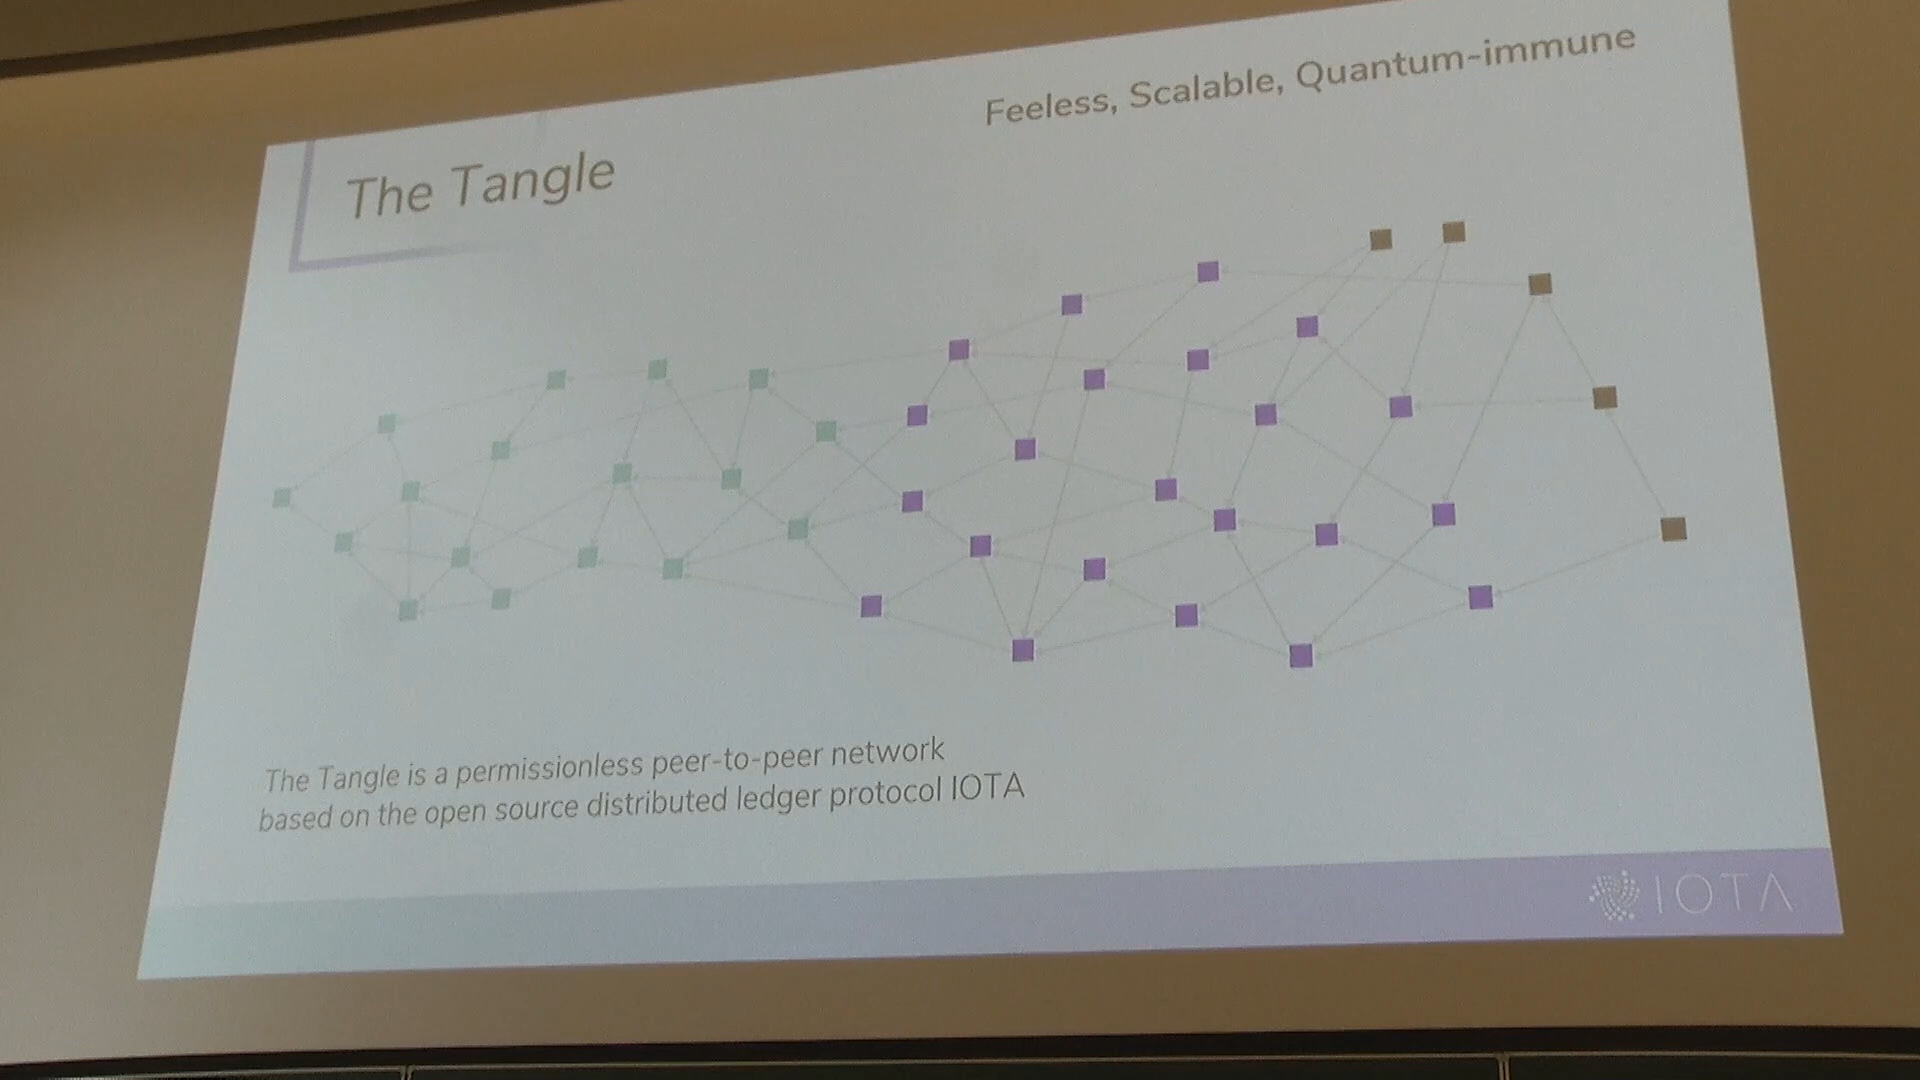 Feeless, Scalable, Quantum-immune
The Tangle
The Tangle is a permissionless peer-to-peer network
based on the open source distributed ledger protocol IOTA
IOTA